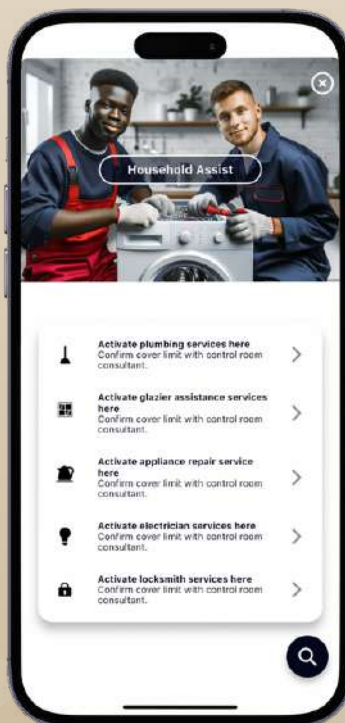 Household Assist
Activate plumbing services here
Confirm cover limit with control room
consultant.
Activate glazier assistance services
here
Confirm cover limit with control room
consultant.
Activate appliance repair service
here
Confirm cover limit with control room
consultant.
Activate electrician services here
Confirm cover limit with control room
consultant.
Activate locksmith services here
Confirm cover limit with control room
consultant.